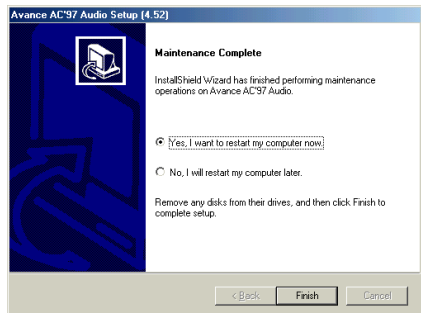 Avance AC'97 Audio Setup (4.52)
Maintenance Complete
InstallShield Wizard has finished performing maintenance
operations on Avance AC'97 Audio.
Yes, I want to restart my computer now.
No, I will restart my computer later.
Remove any disks from their drives, and then click Finish to
complete setup.
< Back
Finish
Cancel